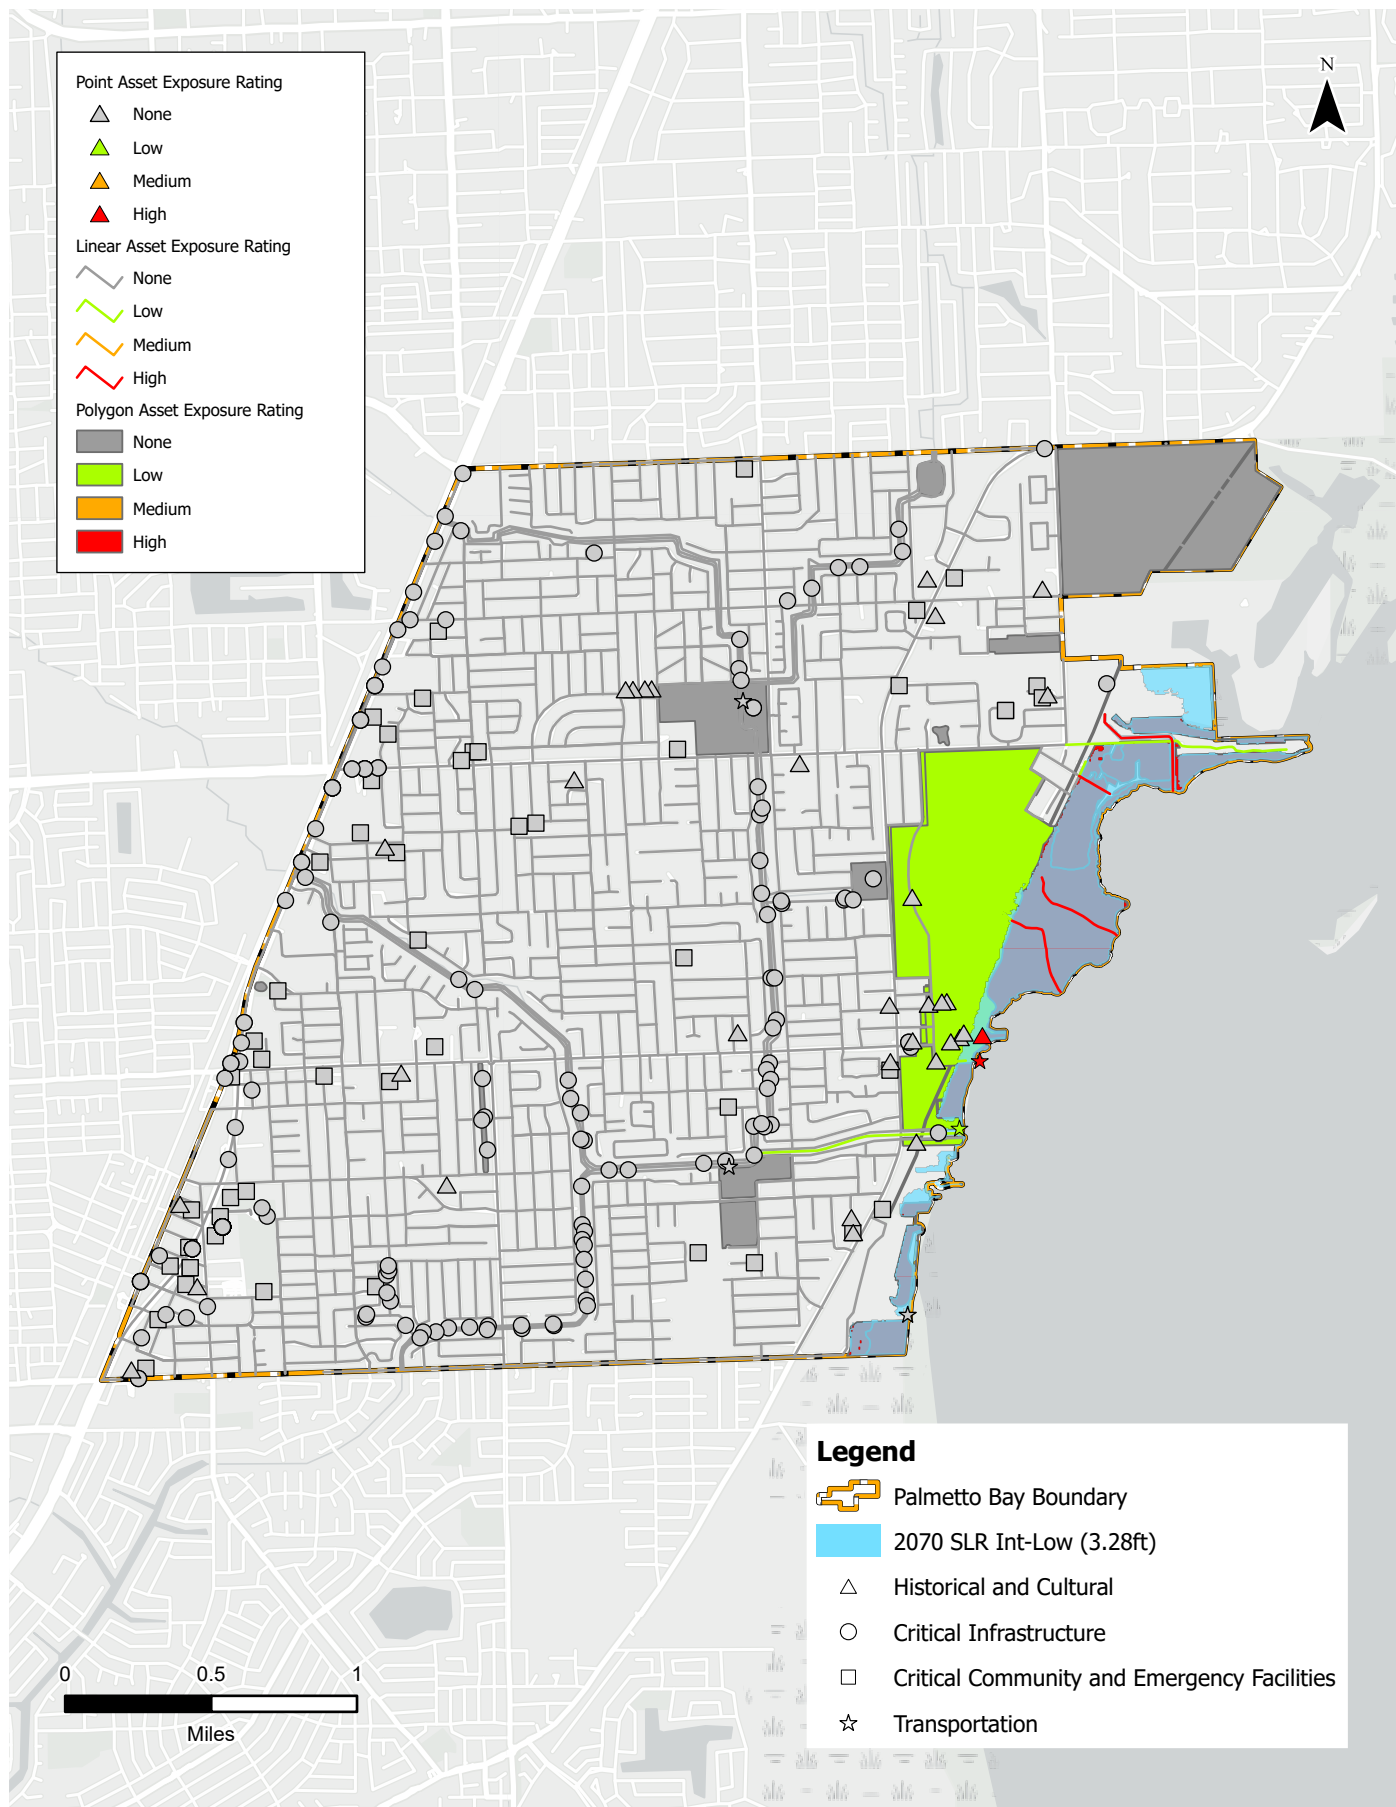 Point Asset Exposure Rating
None
Low
Medium
High
Linear Asset Exposure Rating
None
Low
Medium
High
Polygon Asset Exposure Rating
None
Low
Medium
High
N
Legend
Palmetto Bay Boundary
2070 SLR Int-Low (3.28ft)
Historical and Cultural
Critical Infrastructure
Critical Community and Emergency Facilities
Transportation
0 0.5 1
Miles